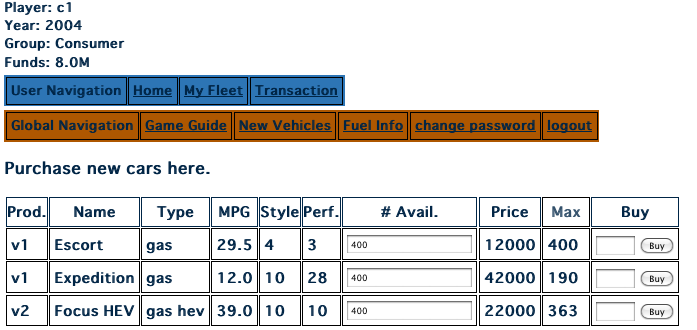 Player: c1
Year: 2004
Group: Consumer
Funds: 8.0M
User Navigation Home My Fleet Transaction
Global Navigation Game Guide New Vehicles Fuel Info change password logout
Purchase new cars here.
Prod. Name Type MPG Style Perf. # Avail. Price Max Buy
v1 Escort gas 29.5 4 3 400 12000 400 Buy
v1 Expedition gas 12.0 10 28 400 42000 190 Buy
v2 Focus HEV gas hev 39.0 10 10 400 22000 363 Buy